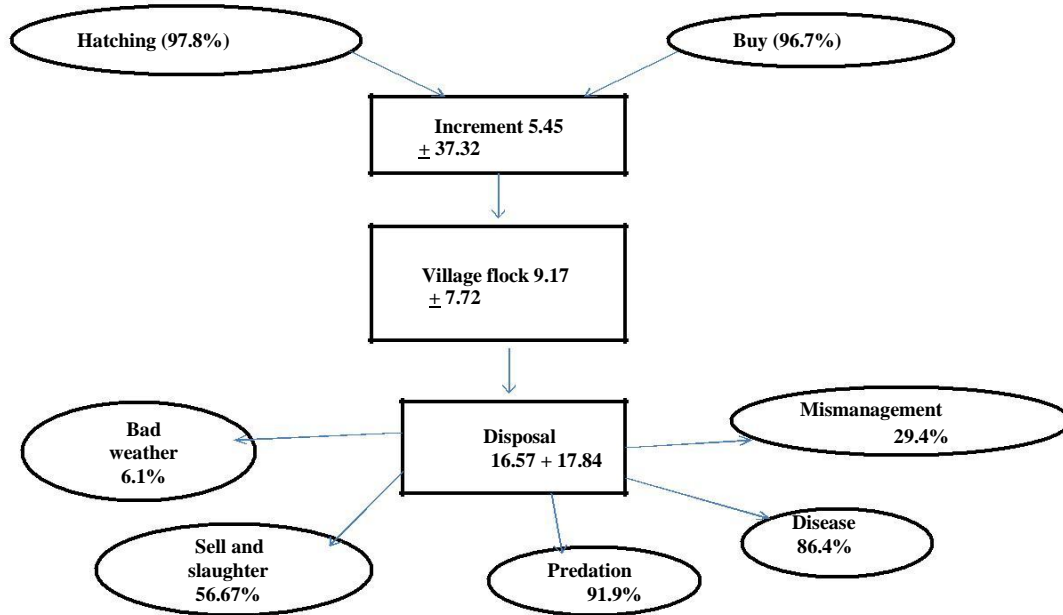 Hatching (97.8%)
Buy (96.7%)
Increment 5.45
± 37.32
Village flock 9.17
± 7.72
Disposal
16.57 + 17.84
Bad
weather
6.1%
Mismanagement
29.4%
Sell and
slaughter
56.67%
Predation
91.9%
Disease
86.4%